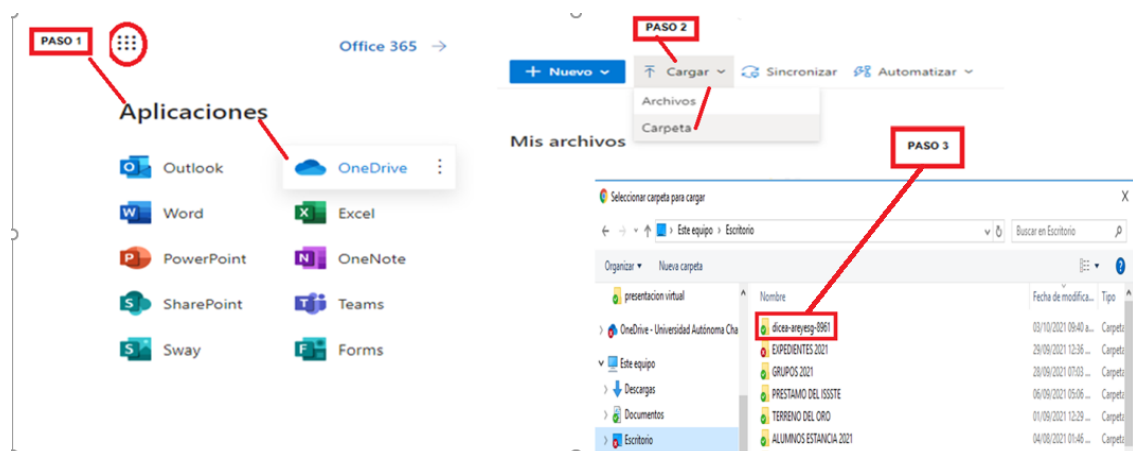 PASO 1
Office 365 →
Aplicaciones
Outlook
OneDrive
Word
Excel
PowerPoint
OneNote
SharePoint
Teams
Sway
Forms
PASO 2
+ Nuevo
Cargar
Sincronizar
Automatizar
Archivos
Carpeta
Mis archivos
PASO 3
Seleccionar carpeta para cargar
X
Este equipo › Escritorio
Buscar en Escritorio
Organizar
Nueva carpeta
presentacion virtual
OneDrive - Universidad Autónoma Cha
Este equipo
Descargas
Documentos
Escritorio
Nombre
Fecha de modifica...
Tipo
dicea-areyesg-8961
03/10/2021 09:40 a...
Carpeta
EXPEDIENTES 2021
29/09/2021 12:36 ...
Carpeta
GRUPOS 2021
28/09/2021 07:03 ...
Carpeta
PRESTAMO DEL ISSSTE
06/09/2021 05:06 ...
Carpeta
TERRENO DEL ORO
01/09/2021 12:29 ...
Carpeta
ALUMNOS ESTANCIA 2021
04/08/2021 01:46 ...
Carpeta